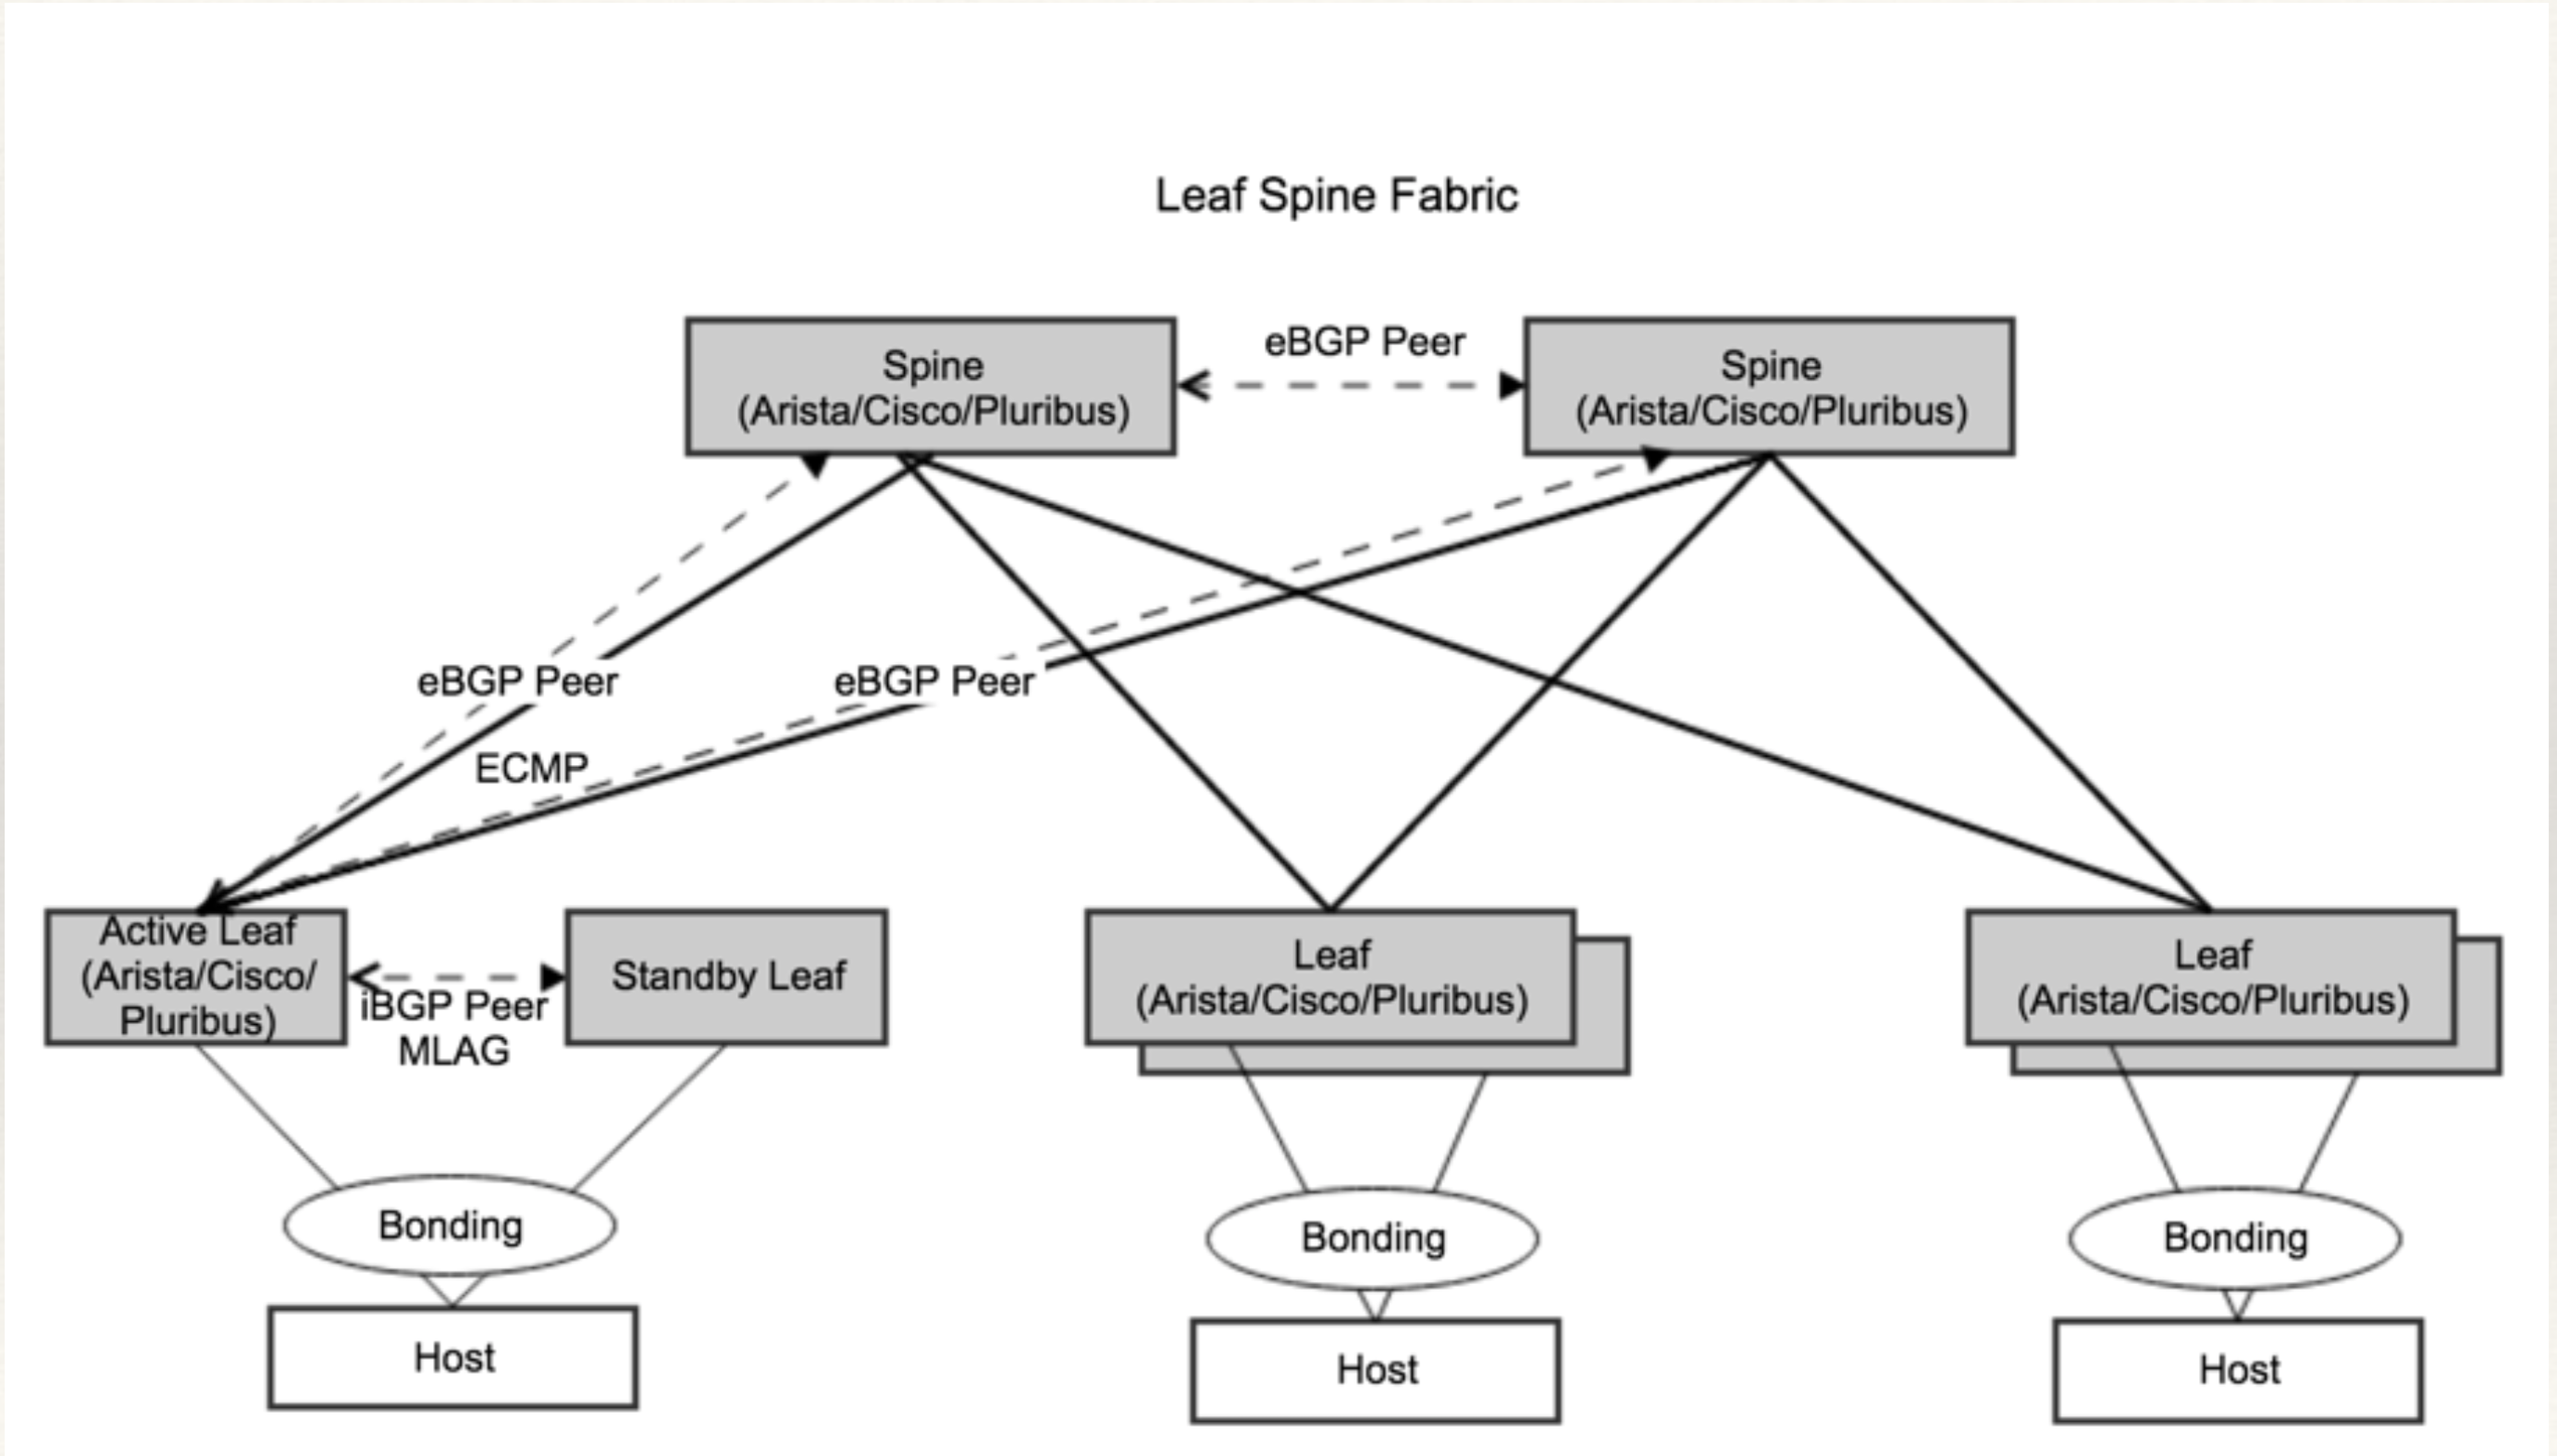 Leaf Spine Fabric
Spine
(Arista/Cisco/Pluribus)
eBGP Peer
Spine
(Arista/Cisco/Pluribus)
eBGP Peer
eBGP Peer
ECMP
Active Leaf
(Arista/Cisco/
Pluribus)
iBGP Peer
MLAG
Standby Leaf
Leaf
(Arista/Cisco/Pluribus)
Leaf
(Arista/Cisco/Pluribus)
Bonding
Bonding
Bonding
Host
Host
Host